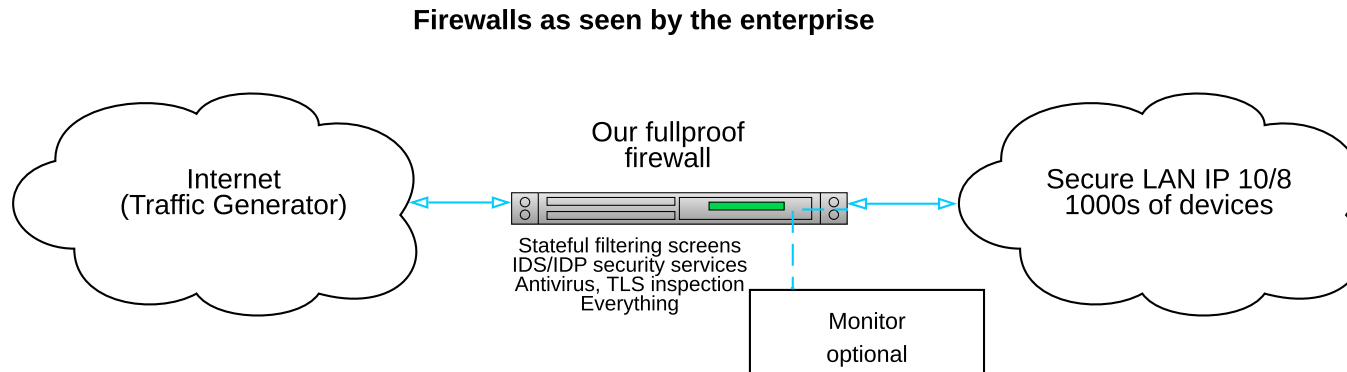 Firewalls as seen by the enterprise
Our fullproof
firewall
Internet
(Traffic Generator)
Secure LAN IP 10/8
1000s of devices
Stateful filtering screens
IDS/IDP security services
Antivirus, TLS inspection
Everything
Monitor
optional